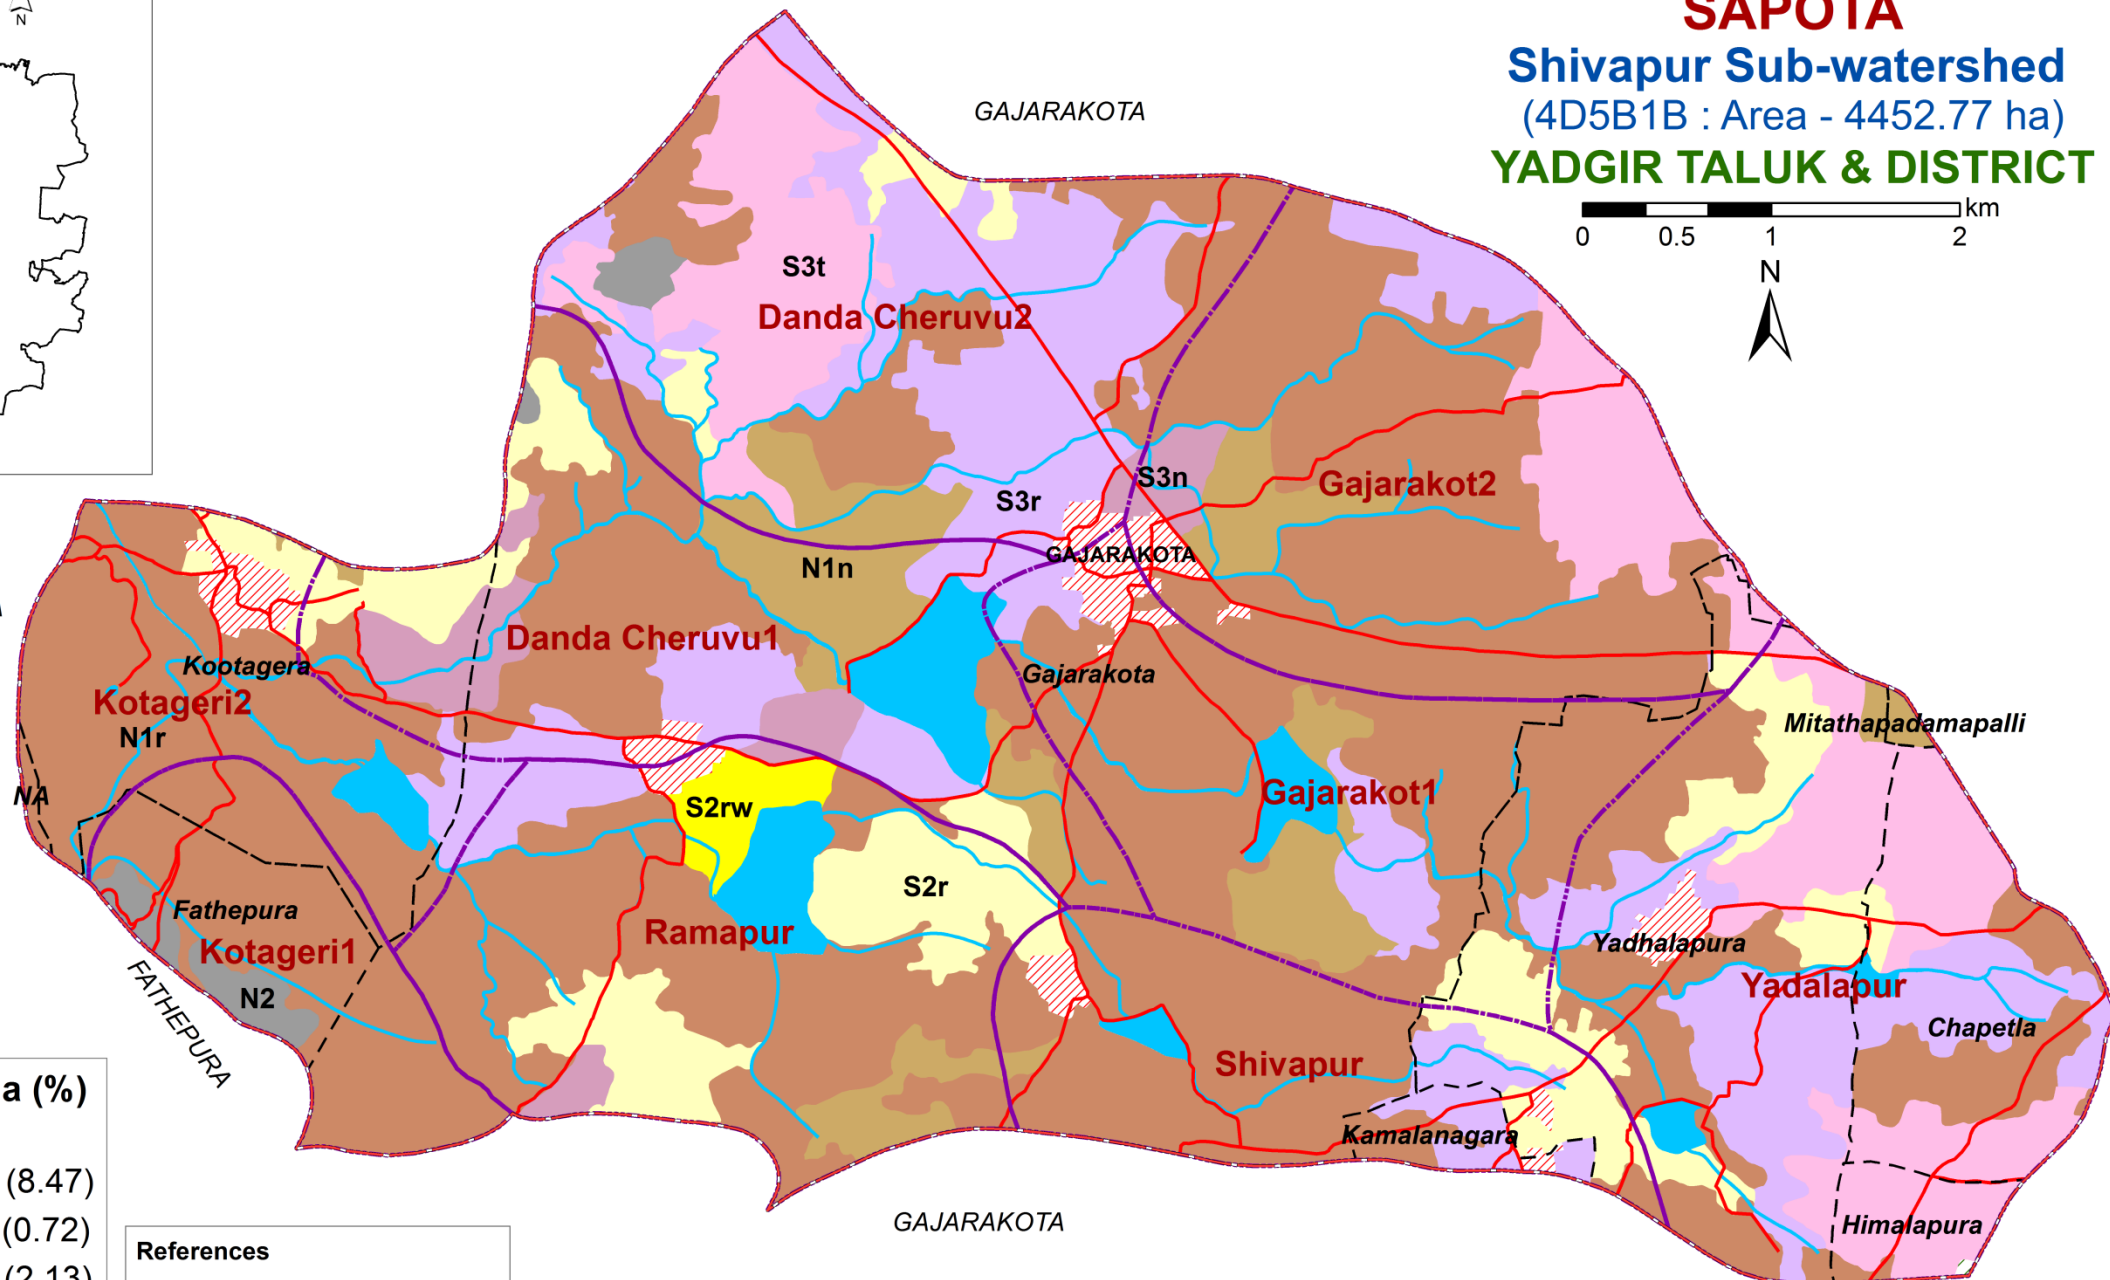 N
SAPOTA
Shivapur Sub-watershed
(4D5B1B : Area - 4452.77 ha)
YADGIR TALUK & DISTRICT
km
0 0.5 1 2
N
GAJARAKOTA
S3t
Danda Cheruvu2
S3n
Gajarakot2
S3r
GAJARAKOTA
N1n
Danda Cheruvu1
Kootagera
Gajarakota
Kotageri2
N1r
Mitathapadamapalli
NA
S2rw
Gajarakot1
S2r
Fathepura
Ramapur
Kotageri1
Yadhalapura
Yadalapur
N2
FATHEPURA
Chapetla
Shivapur
Kamalanagara
Himalapura
GAJARAKOTA
a (%)
(8.47)
(0.72)
(2.13)
References